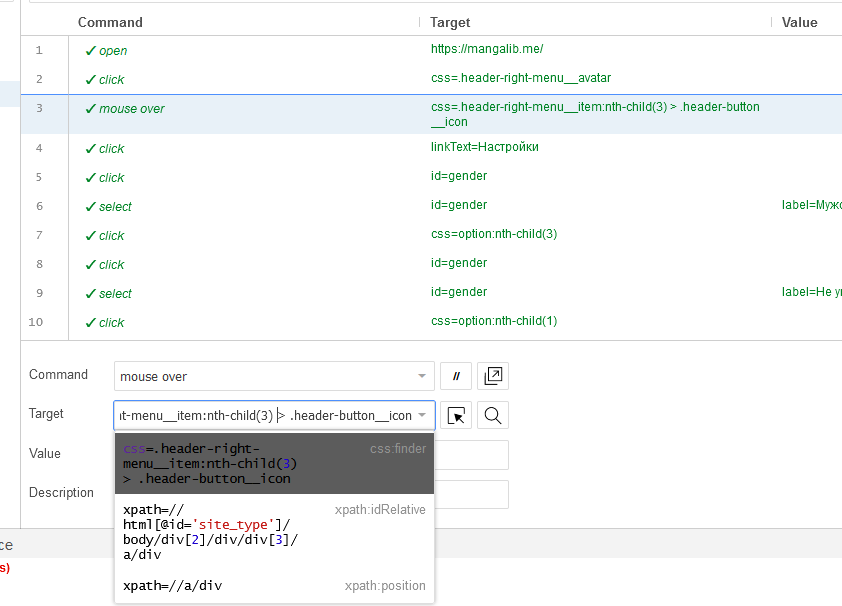 Command Target Value
1 ✓ open https://mangalib.me/
2 ✓ click css=.header-right-menu__avatar
3 ✓ mouse over css=.header-right-menu__item:nth-child(3) > .header-button
__icon
4 ✓ click linkText=Настройки
5 ✓ click id=gender
6 ✓ select id=gender label=Мужс
7 ✓ click css=option:nth-child(3)
8 ✓ click id=gender
9 ✓ select id=gender label=Не у
10 ✓ click css=option:nth-child(1)
Command mouse over //
Target t-menu__item:nth-child(3) > .header-button__icon
Value
Description
css=.header-right- css:finder
menu__item:nth-child(3)
> .header-button__icon
xpath=// xpath:idRelative
html[@id='site_type']/
body/div[2]/div/div[3]/
a/div
xpath=//a/div xpath:position
ce
s)